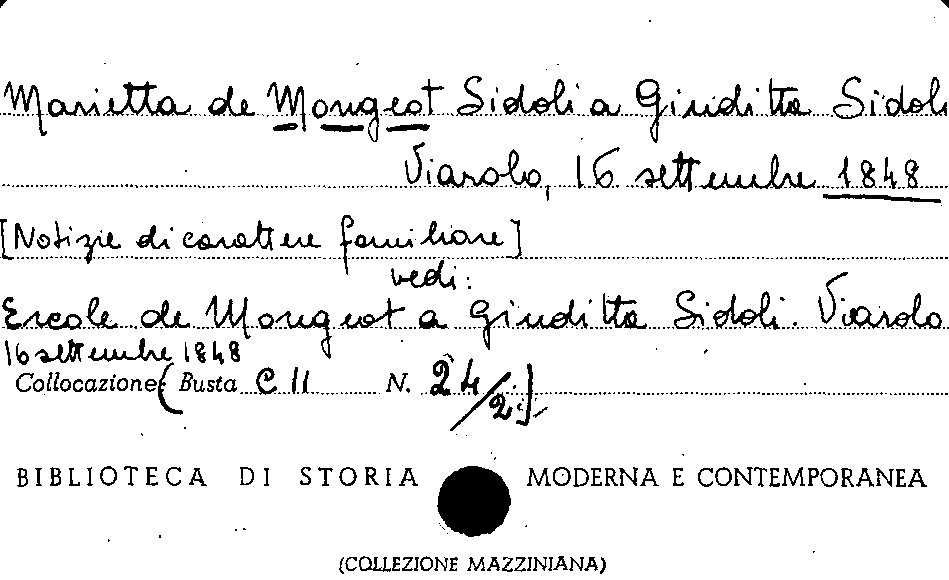 Marietta de Mongeot Sidoli a Giuditta Sidoli
Viarolo, 16 settembre 1848
[Notizie di carattere familiare]
vedi:
Ercole de Mongeot a Giuditta Sidoli. Viarolo
16 settembre 1848
Collocazione: (Busta C II N. 24/2.)
BIBLIOTECA DI STORIA MODERNA E CONTEMPORANEA
(COLLEZIONE MAZZINIANA)